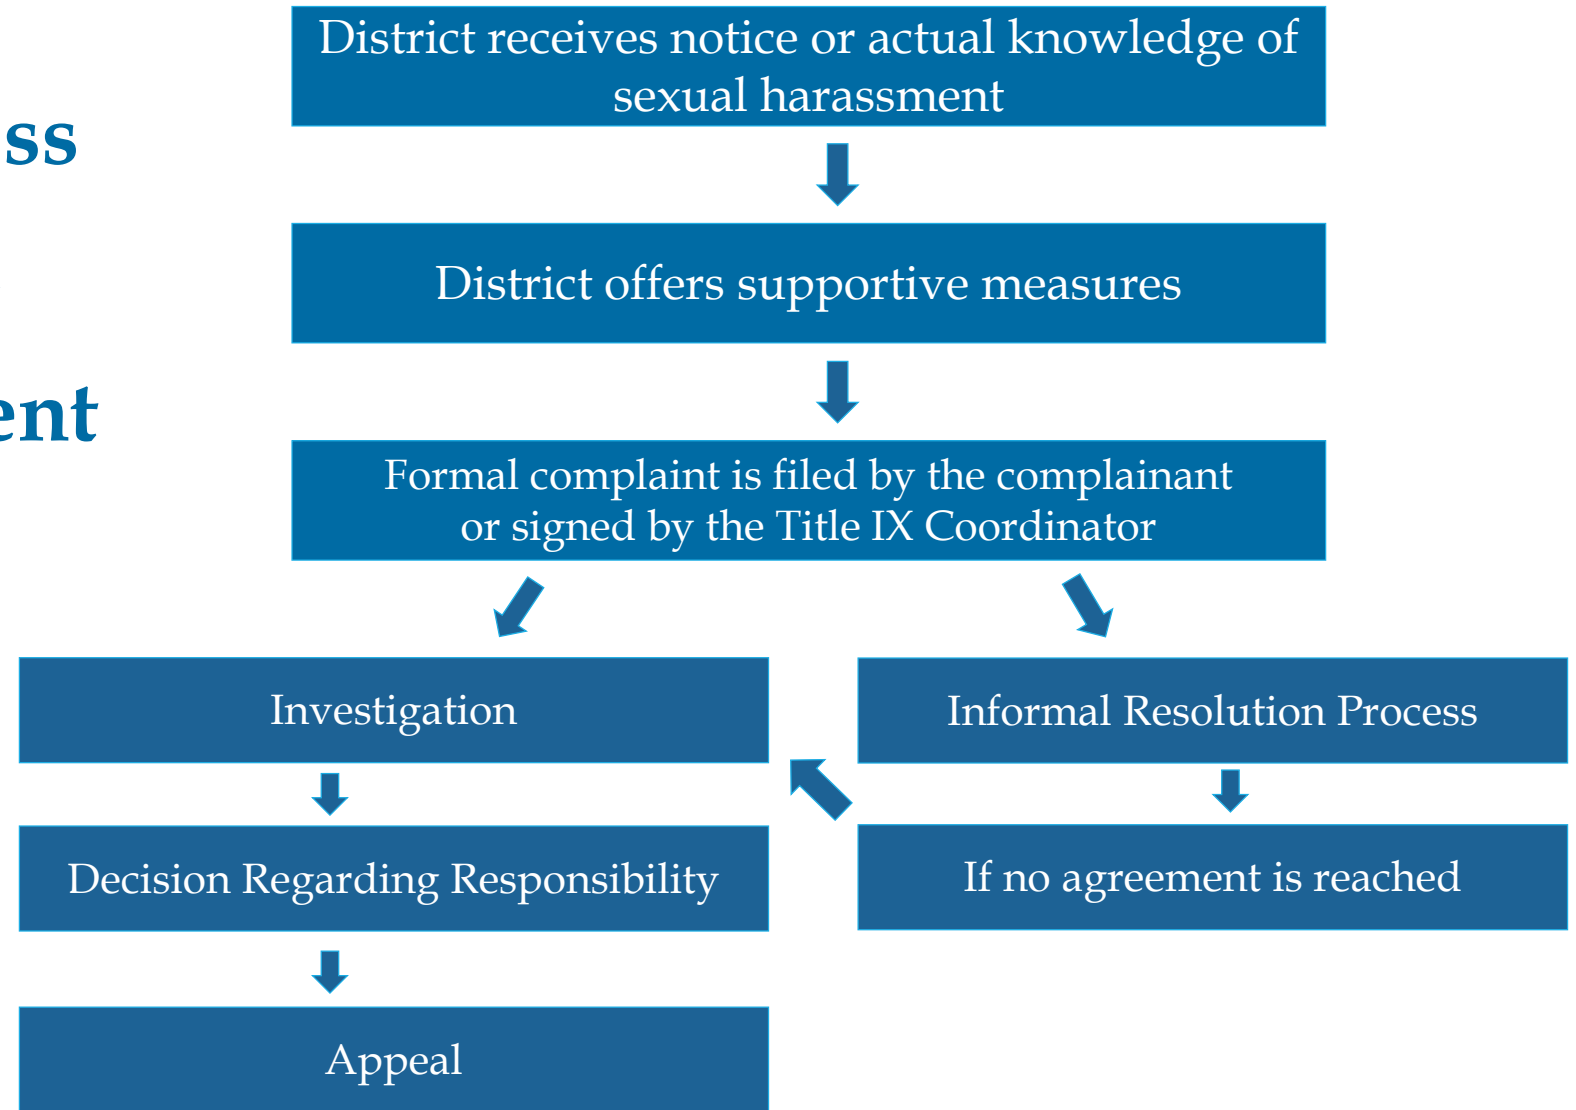 District receives notice or actual knowledge of
sexual harassment
ss
District offers supportive measures
ent
Formal complaint is filed by the complainant
or signed by the Title IX Coordinator
Investigation
Informal Resolution Process
Decision Regarding Responsibility
If no agreement is reached
Appeal